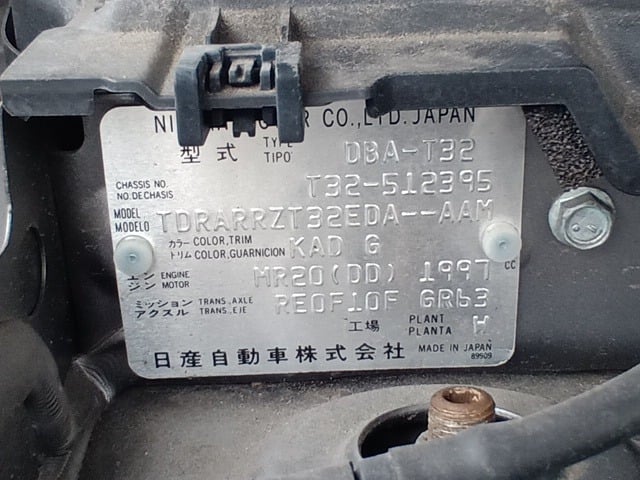 CO.,LTD.JAPAN
型式 TYPE TIPO DBA-T32
CHASSIS NO. NO.DECHASIS T32-512395
MODEL MODELO TDRARRZT32EDA--AAM
カラー COLOR,TRIM トリム COLOR,GUARNICION KAD G
エンジン ENGINE MOTOR MR20(DD) 1997 CC
ミッション TRANS.AXLE アクスル TRANS.EJE RE0F10F GR63
工場 PLANT PLANTA W
日産自動車株式会社 MADE IN JAPAN
89909